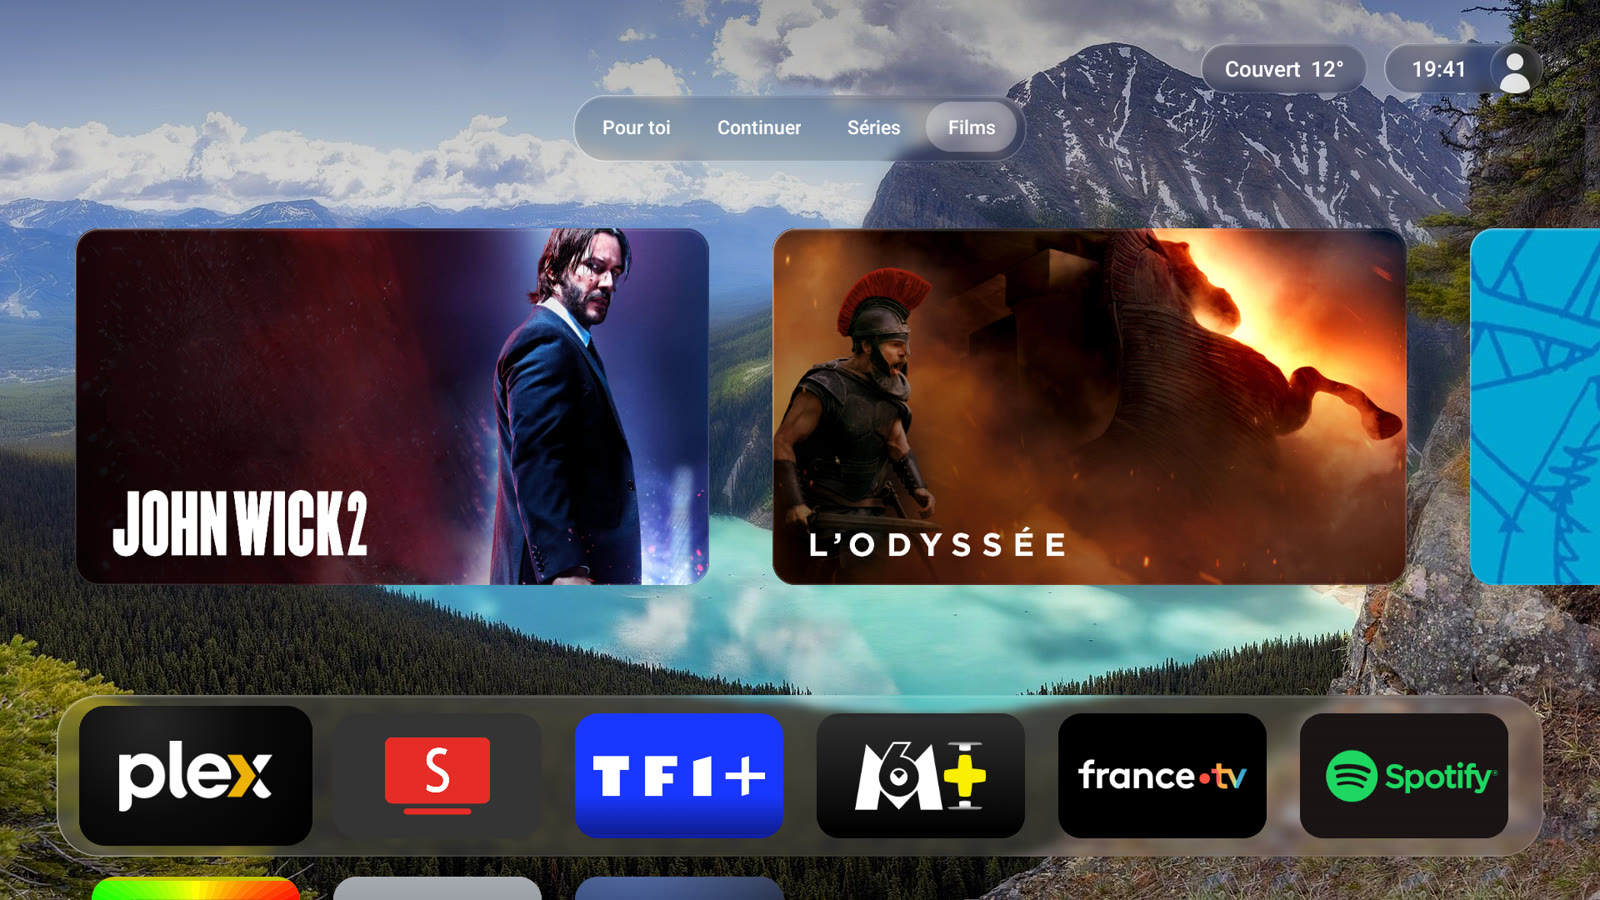 Couvert 12°
19:41
Pour toi
Continuer
Séries
Films
JOHN WICK 2
L'ODYSSÉE
plex
S
TF1+
M6+
france•tv
Spotify